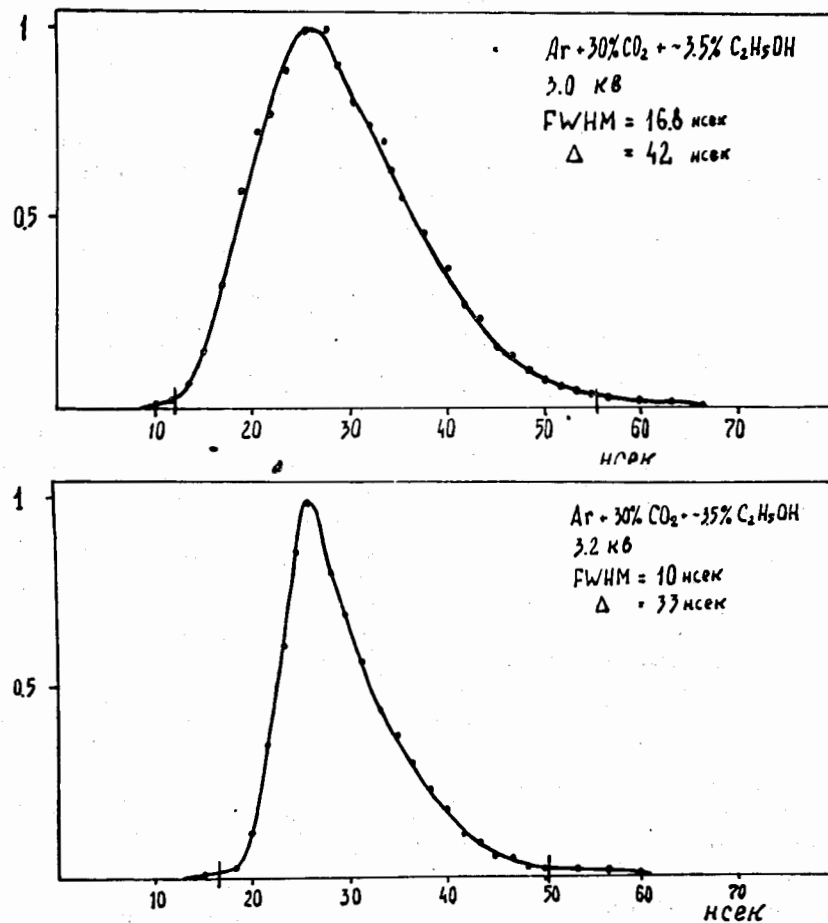 1
0.5
Ar + 30% CO₂ + ~3.5% C₂H₅OH
3.0 кв
FWHM = 16.8 нсек
Δ = 42 нсек
10 20 30 40 50 60 70
нсек
а
1
0.5
Ar + 30% CO₂ + ~3.5% C₂H₅OH
3.2 кв
FWHM = 10 нсек
Δ = 33 нсек
10 20 30 40 50 60 70
нсек